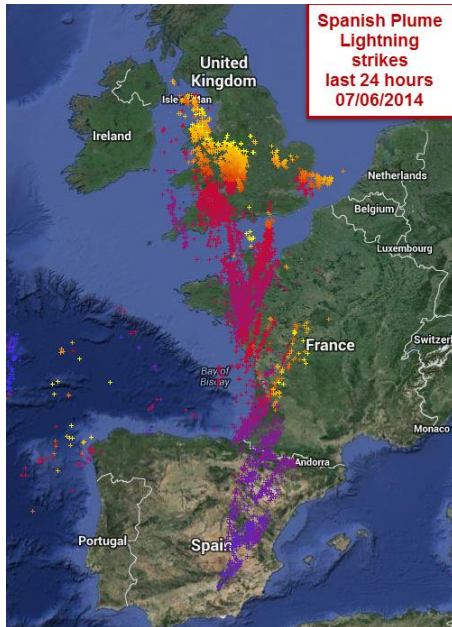 Spanish Plume
Lightning
strikes
last 24 hours
07/06/2014
United
Kingdom
Isle of Man
Ireland
Netherlands
Belgium
Luxembourg
France
Switzerl
Bay of
Biscay
Monaco
Andorra
Portugal
Spain